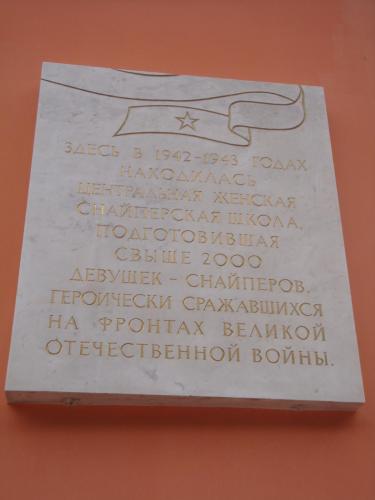 ЗДЕСЬ В 1942-1943 ГОДАХ
НАХОДИЛАСЬ
ЦЕНТРАЛЬНАЯ ЖЕНСКАЯ
СНАЙПЕРСКАЯ ШКОЛА,
ПОДГОТОВИВШАЯ
СВЫШЕ 2000
ДЕВУШЕК - СНАЙПЕРОВ,
ГЕРОИЧЕСКИ СРАЖАВШИХСЯ
НА ФРОНТАХ ВЕЛИКОЙ
ОТЕЧЕСТВЕННОЙ ВОЙНЫ.